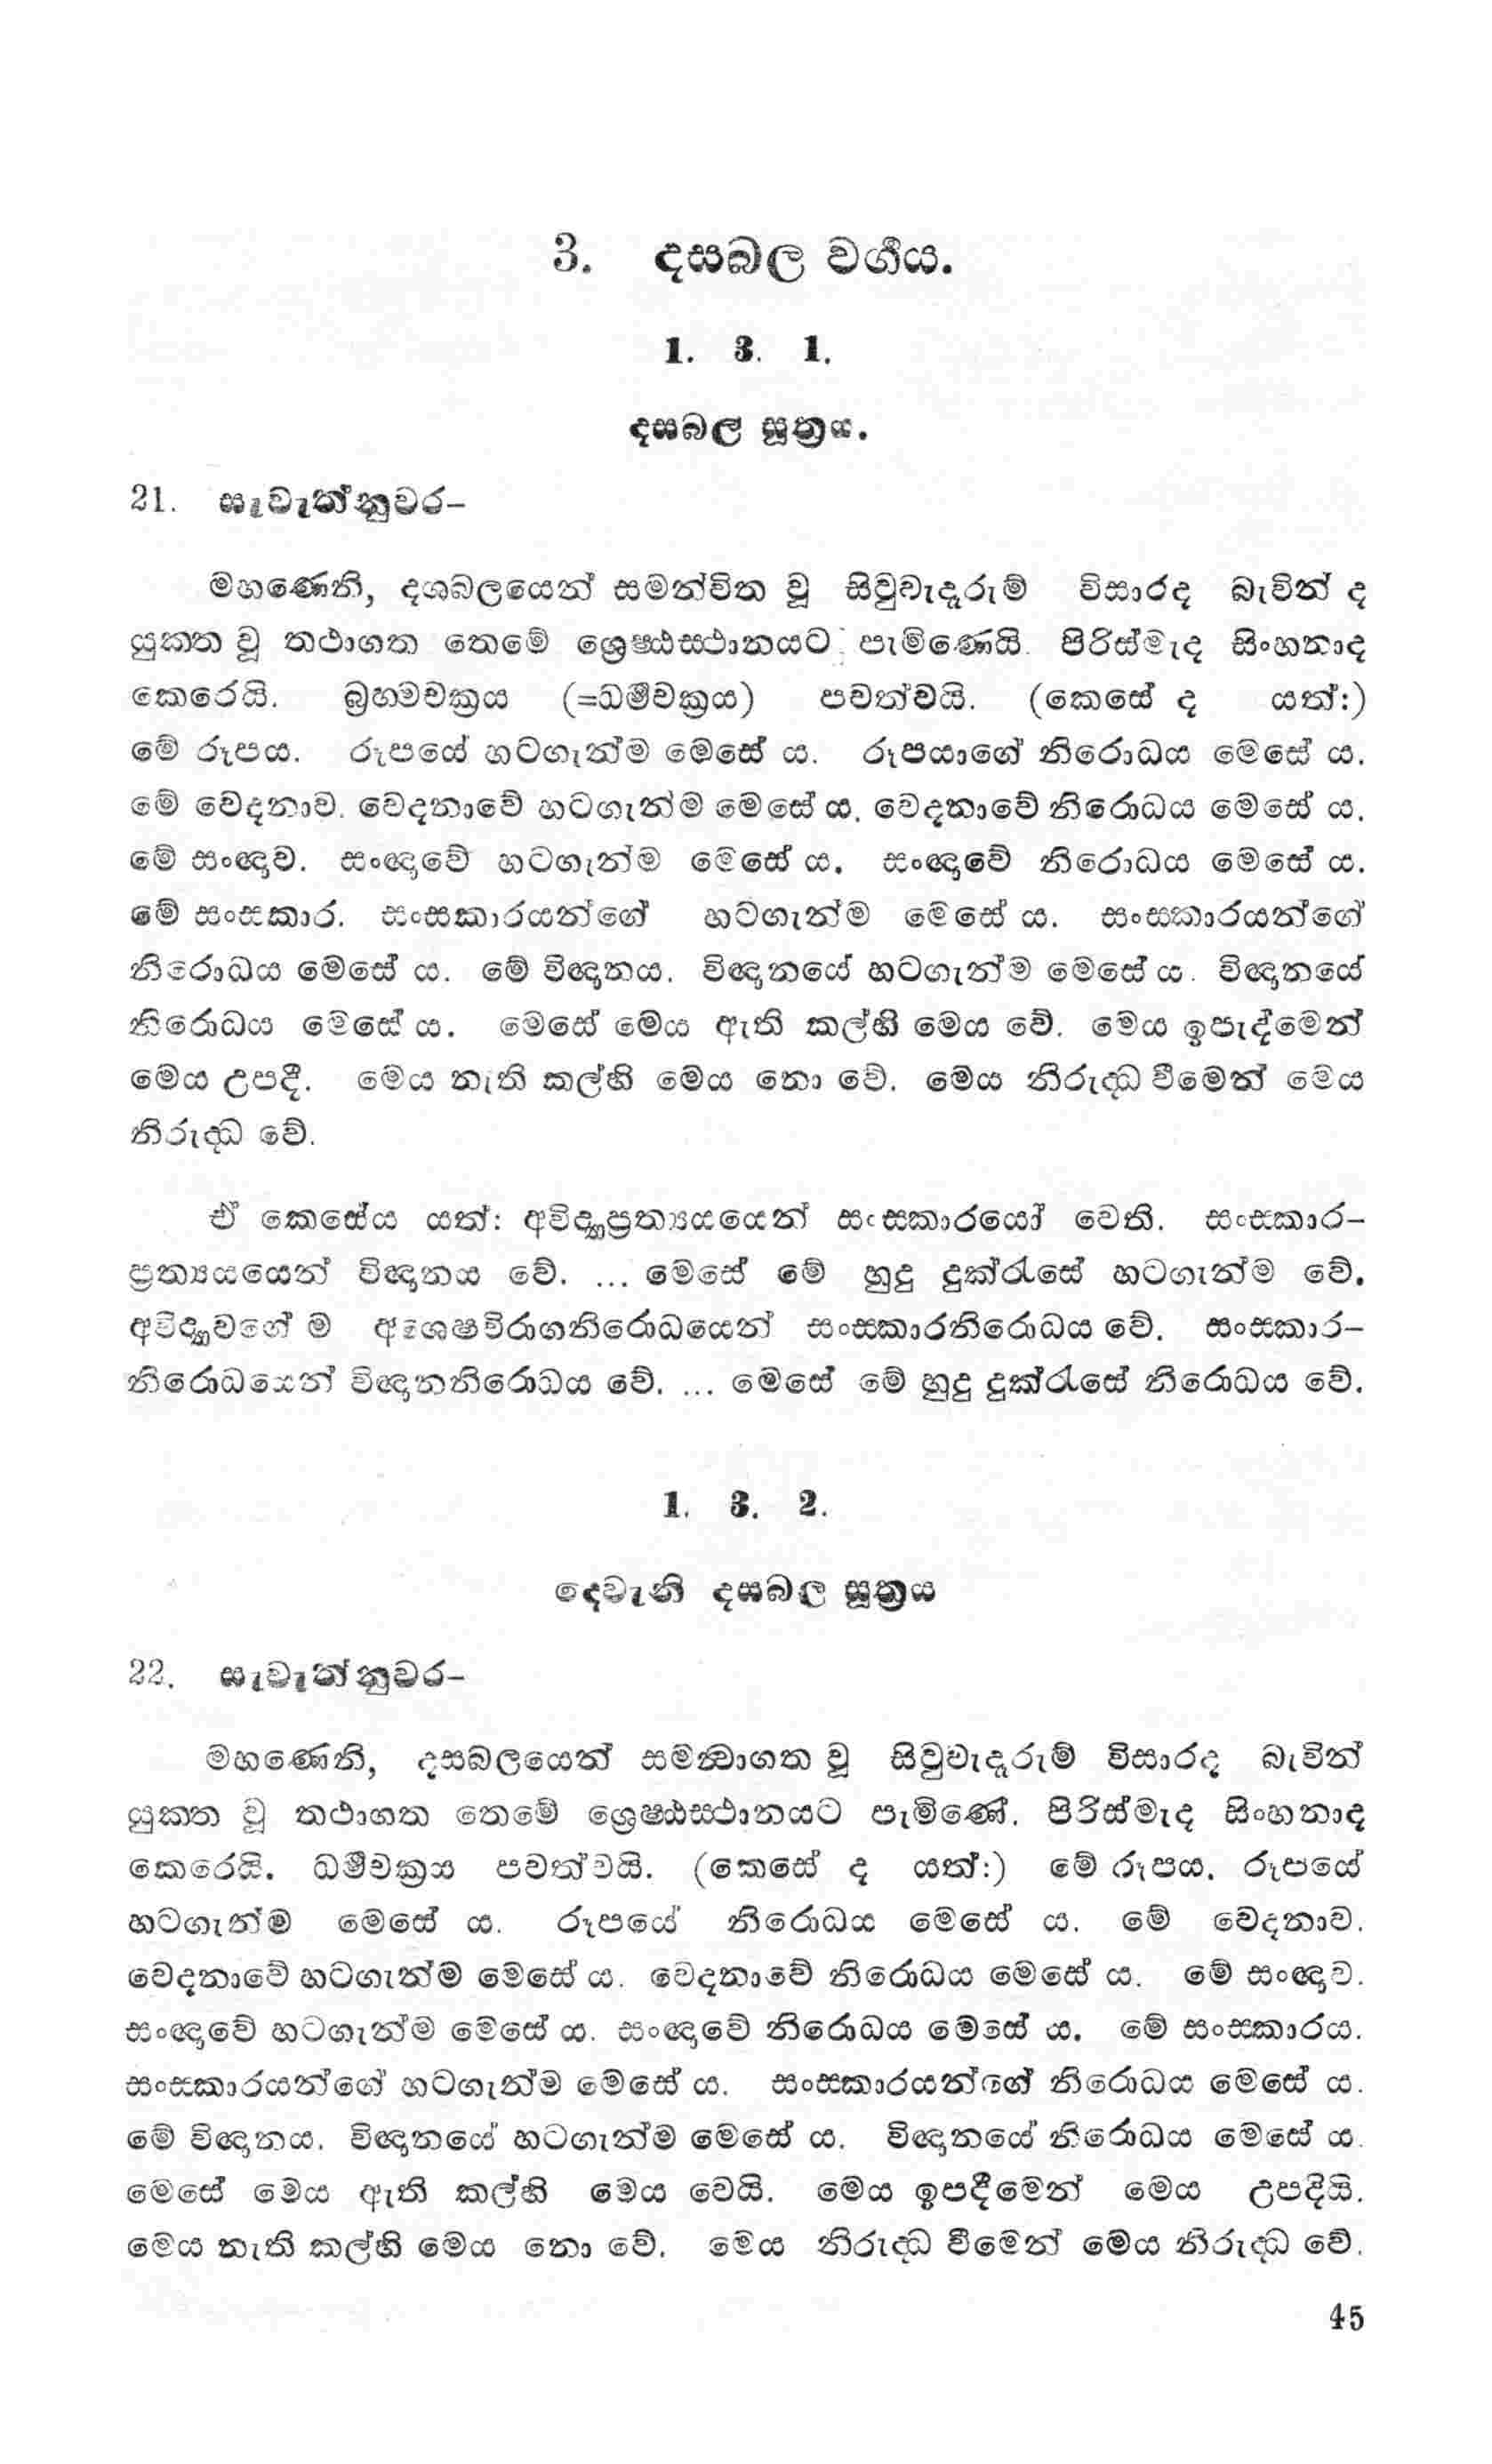 3. දසබල වර්‍ගය.
1. 3. 1.
දසබල සූත්‍රය.
21. සැවැත්නුවර–
මහණෙනි, දශබලයෙන් සමන්විත වූ සිවුවැදෑරුම් විසාරද බැවින් ද
යුක්‍ත වූ තථාගත තෙමේ ශ්‍රෙෂ්ඨස්ථානයට පැමිණෙයි. පිරිස්මැද සිංහනාද
කෙරෙයි. බ්‍රහ්මචක්‍රය (=ධර්‍මචක්‍රය) පවත්වයි. (කෙසේ ද යත්:)
මේ රූපය. රූපයේ හටගැන්ම මෙසේ ය. රූපයාගේ නිරොධය මෙසේ ය.
මේ වෙදනාව. වෙදනාවේ හටගැන්ම මෙසේ ය. වෙදනාවේ නිරොධය මෙසේ ය.
මේ සංඥාව. සංඥාවේ හටගැන්ම මෙසේ ය. සංඥාවේ නිරොධය මෙසේ ය.
මේ සංස්කාර. සංස්කාරයන්ගේ හටගැන්ම මෙසේ ය. සංස්කාරයන්ගේ
නිරොධය මෙසේ ය. මේ විඥානය. විඥානයේ හටගැන්ම මෙසේ ය. විඥානයේ
නිරොධය මෙසේ ය. මෙසේ මෙය ඇති කල්හි මෙය වේ. මෙය ඉපැද්මෙන්
මෙය උපදී. මෙය නැති කල්හි මෙය නො වේ. මෙය නිරුද්ධ වීමෙන් මෙය
නිරුද්ධ වේ.
ඒ කෙසේය යත්: අවිද්‍යාප්‍රත්‍යයයෙන් සංස්කාරයෝ වෙති. සංස්කාර–
ප්‍රත්‍යයයෙන් විඥානය වේ. ... මෙසේ මේ හුදු දුක්රැසේ හටගැන්ම වේ.
අවිද්‍යාවගේ ම අශෙෂවිරාගනිරොධයෙන් සංස්කාරනිරොධය වේ. සංස්කාර–
නිරොධයෙන් විඥානනිරොධය වේ. ... මෙසේ මේ හුදු දුක්රැසේ නිරොධය වේ.
1. 3. 2.
දෙවැනි දසබල සූත්‍රය
22. සැවැත්නුවර–
මහණෙනි, දසබලයෙන් සමන්‍වාගත වූ සිවුවැදෑරුම් විසාරද බැවින්
යුක්‍ත වූ තථාගත තෙමේ ශ්‍රෙෂ්ඨස්ථානයට පැමිණේ. පිරිස්මැද සිංහනාද
කෙරෙයි. ධර්‍මචක්‍රය පවත්වයි. (කෙසේ ද යත්:) මේ රූපය. රූපයේ
හටගැන්ම මෙසේ ය. රූපයේ නිරොධය මෙසේ ය. මේ වෙදනාව.
වෙදනාවේ හටගැන්ම මෙසේ ය. වෙදනාවේ නිරොධය මෙසේ ය. මේ සංඥාව.
සංඥාවේ හටගැන්ම මෙසේ ය. සංඥාවේ නිරොධය මෙසේ ය. මේ සංස්කාරය.
සංස්කාරයන්ගේ හටගැන්ම මෙසේ ය. සංස්කාරයන්ගේ නිරොධය මෙසේ ය.
මේ විඥානය. විඥානයේ හටගැන්ම මෙසේ ය. විඥානයේ නිරොධය මෙසේ ය.
මෙසේ මෙය ඇති කල්හි මෙය වෙයි. මෙය ඉපදීමෙන් මෙය උපදියි.
මෙය නැති කල්හි මෙය නො වේ. මෙය නිරුද්ධ වීමෙන් මෙය නිරුද්ධ වේ.
45